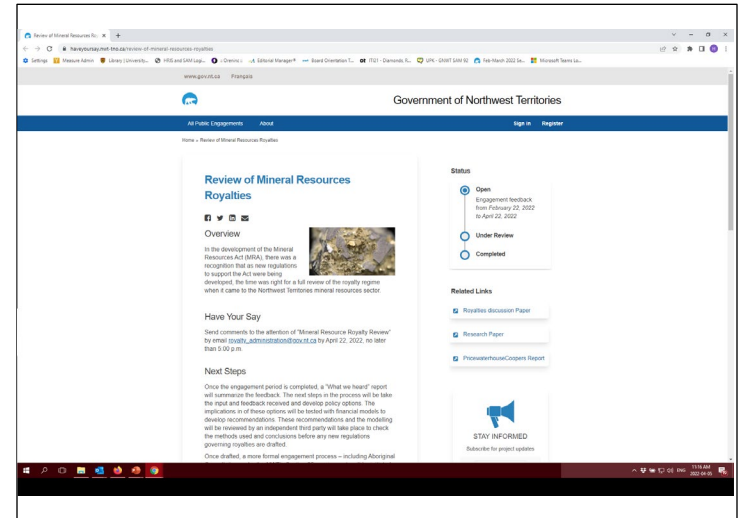 Review of Mineral Resources Ro
haveyoursay.nwt-tno.ca/review-of-mineral-resources-royalties
Settings Measure Admin Library | University... HRIS and SAM Logi... Editorial Manager® Board Orientation T... Feb-March 2022 Se... Microsoft Teams Lo...
www.gov.nt.ca Français
Government of Northwest Territories
All Public Engagements About Sign in Register
Home » Review of Mineral Resources Royalties
Review of Mineral Resources
Royalties
Overview
In the development of the Mineral
Resources Act (MRA), there was a
recognition that as new regulations
to support the Act were being
developed, the time was right for a full review of the royalty regime
when it came to the Northwest Territories mineral resources sector.
Have Your Say
Send comments to the attention of "Mineral Resource Royalty Review"
by email royalty_administration@gov.nt.ca by April 22, 2022, no later
than 5:00 p.m.
Next Steps
Once the engagement period is completed, a "What we heard" report
will summarize the feedback. The next steps in the process will be take
the input and feedback received and develop policy options. The
implications in of these options will be tested with financial models to
develop recommendations. These recommendations and the modelling
will be reviewed by an independent third party will take place to check
the methods used and conclusions before any new regulations
governing royalties are drafted.
Once drafted, a more formal engagement process – including Aboriginal
Status
Open
Engagement feedback
from February 22, 2022
to April 22, 2022
Under Review
Completed
Related Links
Royalties discussion Paper
Research Paper
PricewaterhouseCoopers Report
STAY INFORMED
Subscribe for project updates
ENG 11:16 AM
2022-04-05